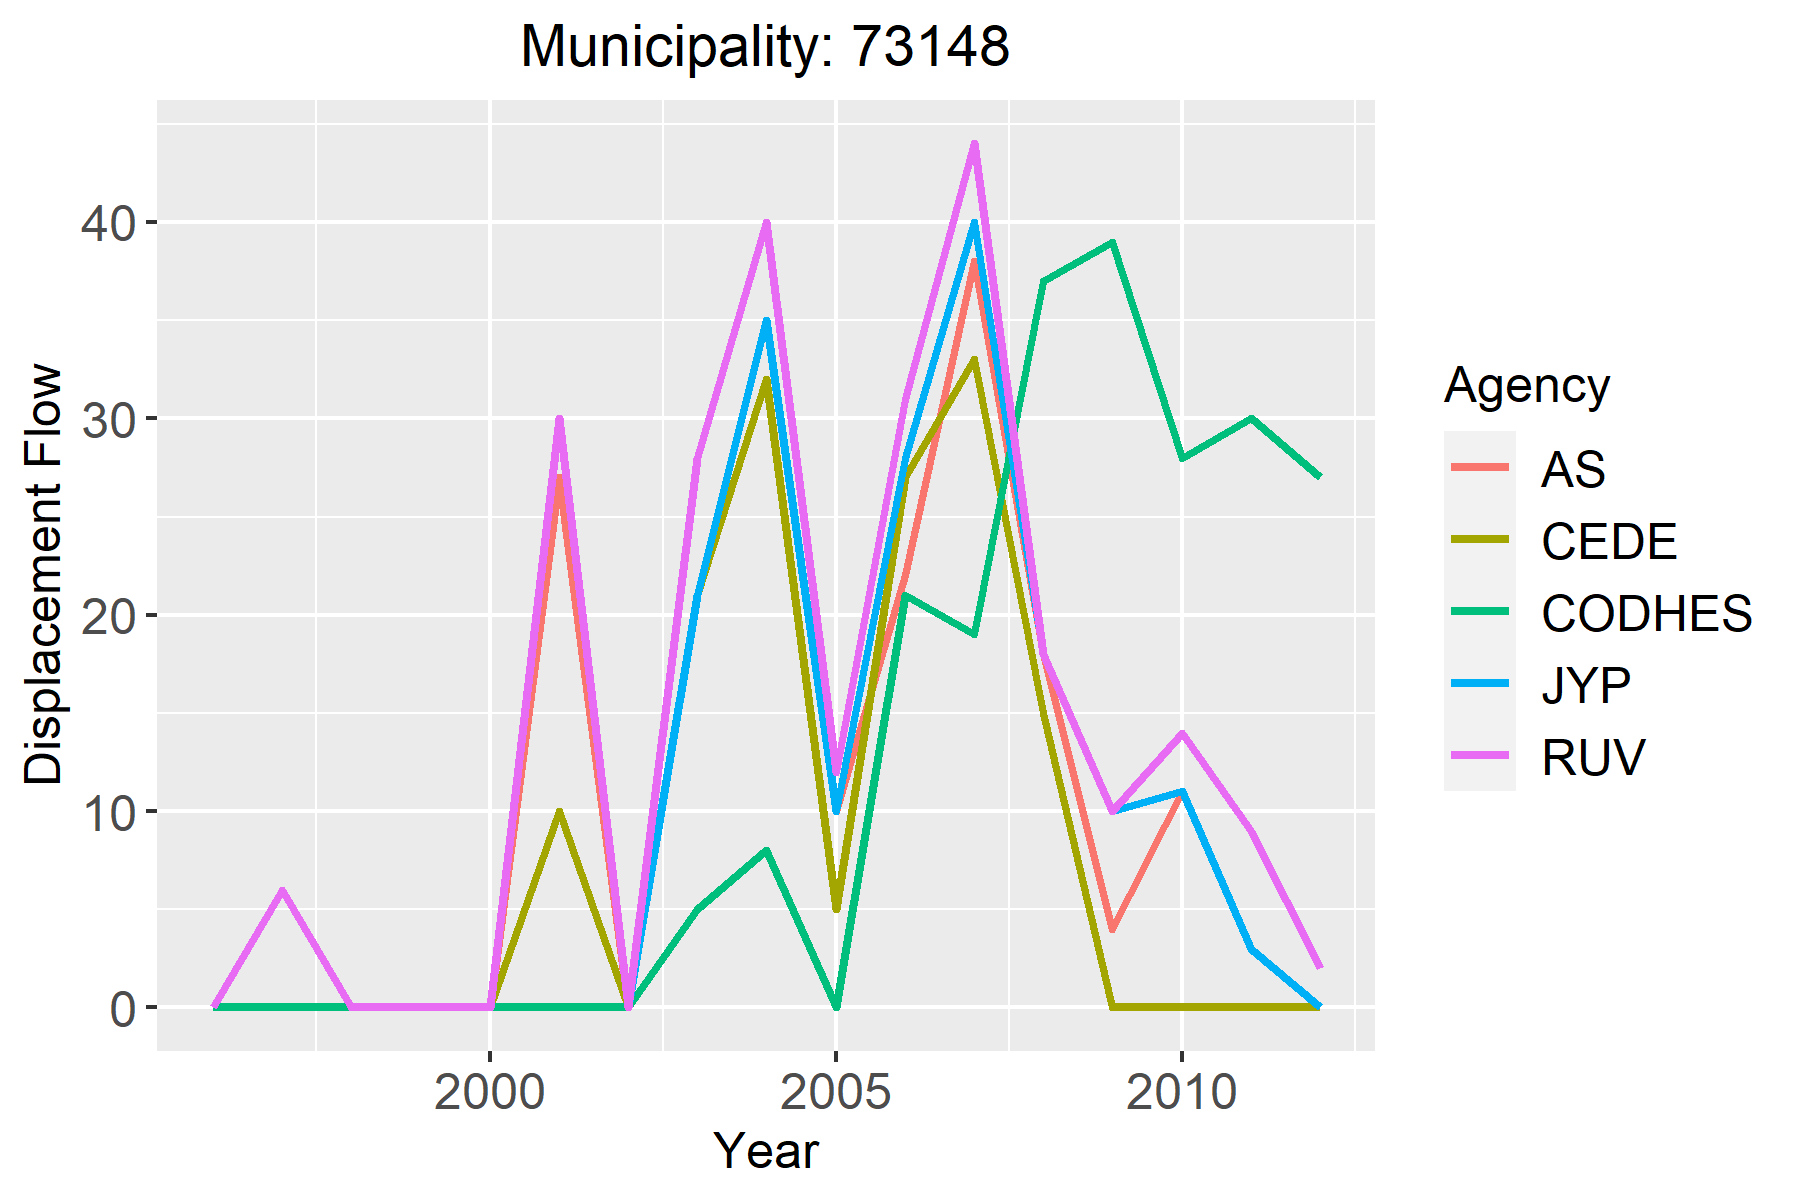 Municipality: 73148
Displacement Flow
40
30
20
10
0
2000 2005 2010
Year
Agency
AS
CEDE
CODHES
JYP
RUV